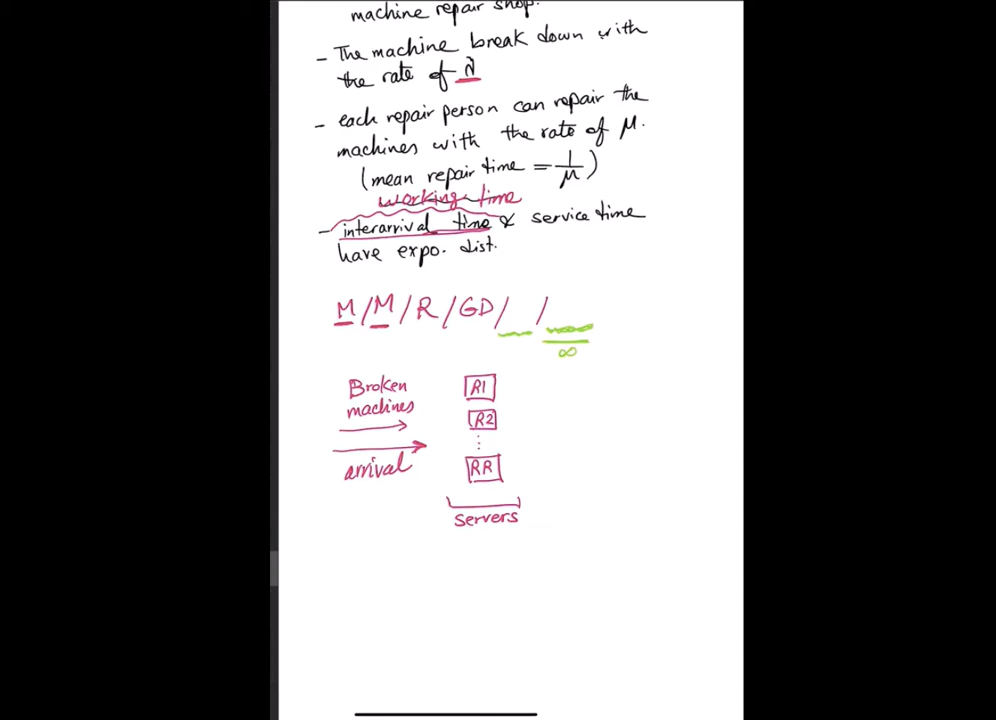 machine repair shop.
- The machine break down with
the rate of λ
- each repair person can repair the
machines with the rate of μ.
(mean repair time = 1/μ)
working time
- interarrival time & service time
have expo. dist.
M/M/R/GD/ /
∞
Broken
machines
arrival
R1
R2
⋮
RR
servers